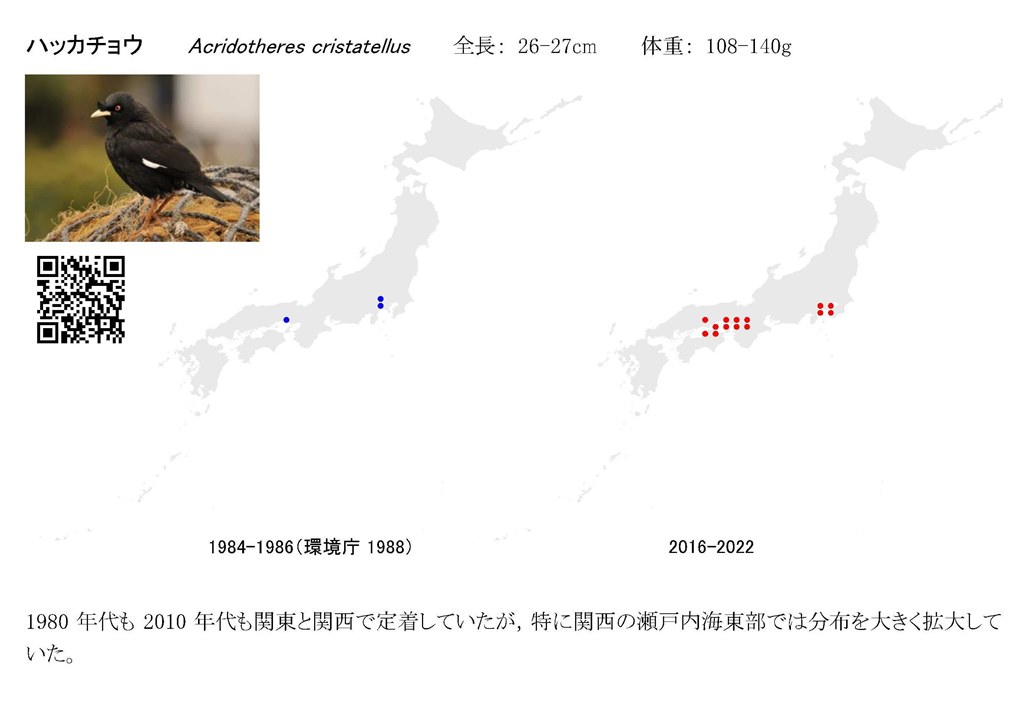 ハッカチョウ Acridotheres cristatellus 全長： 26-27cm 体重： 108-140g
1984-1986（環境庁 1988） 2016-2022
1980 年代も 2010 年代も関東と関西で定着していたが，特に関西の瀬戸内海東部では分布を大きく拡大して
いた。